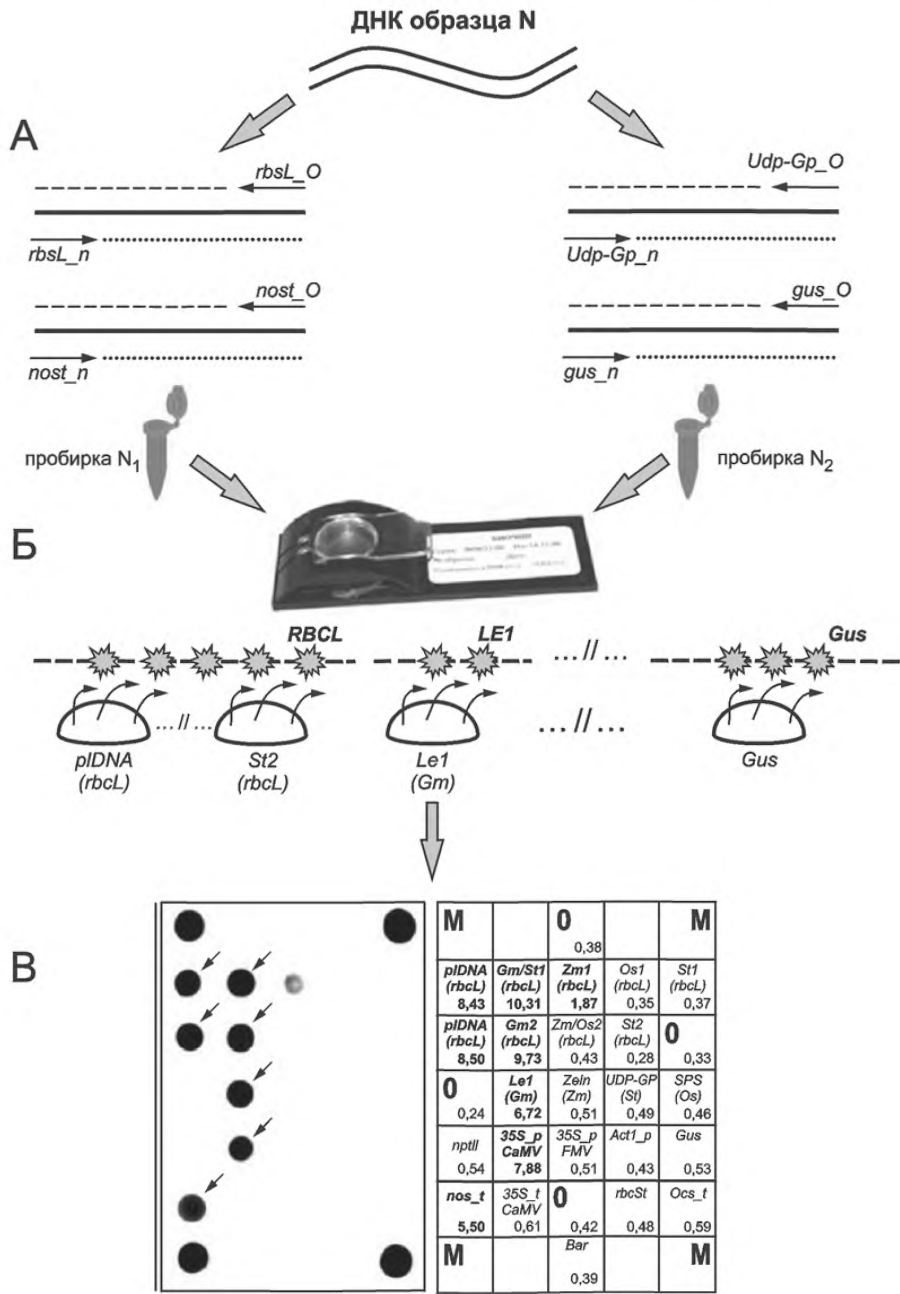 ДНК образца N
А
rbsL_O
Udp-Gp_O
rbsL_n
Udp-Gp_n
nost_O
gus_O
nost_n
gus_n
пробирка N1
пробирка N2
Б
БИОЧИП
RBCL
LE1
Gus
... // ...
... // ...
... // ...
plDNA
(rbcL)
St2
(rbcL)
Le1
(Gm)
Gus
В
M 0 M
0,38
plDNA Gm/St1 Zm1 Os1 St1
(rbcL) (rbcL) (rbcL) (rbcL) (rbcL)
8,43 10,31 1,87 0,35 0,37
plDNA Gm2 Zm/Os2 St2 0
(rbcL) (rbcL) (rbcL) (rbcL)
8,50 9,73 0,43 0,28 0,33
0 Le1 Zein UDP-GP SPS
(Gm) (Zm) (St) (Os)
0,24 6,72 0,51 0,49 0,46
nptII 35S_p 35S_p Act1_p Gus
CaMV FMV
0,54 7,88 0,51 0,43 0,53
nos_t 35S_t 0 rbcSt Ocs_t
CaMV
5,50 0,61 0,42 0,48 0,59
M Bar M
0,39